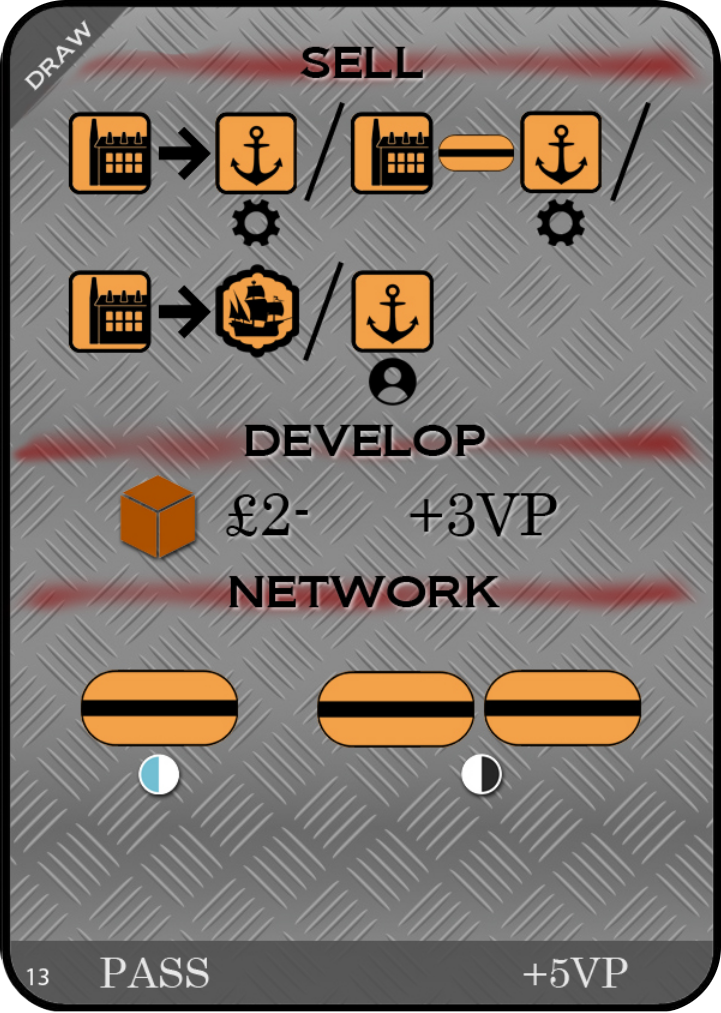 DRAW
SELL
DEVELOP
£2- +3VP
NETWORK
13 PASS +5VP